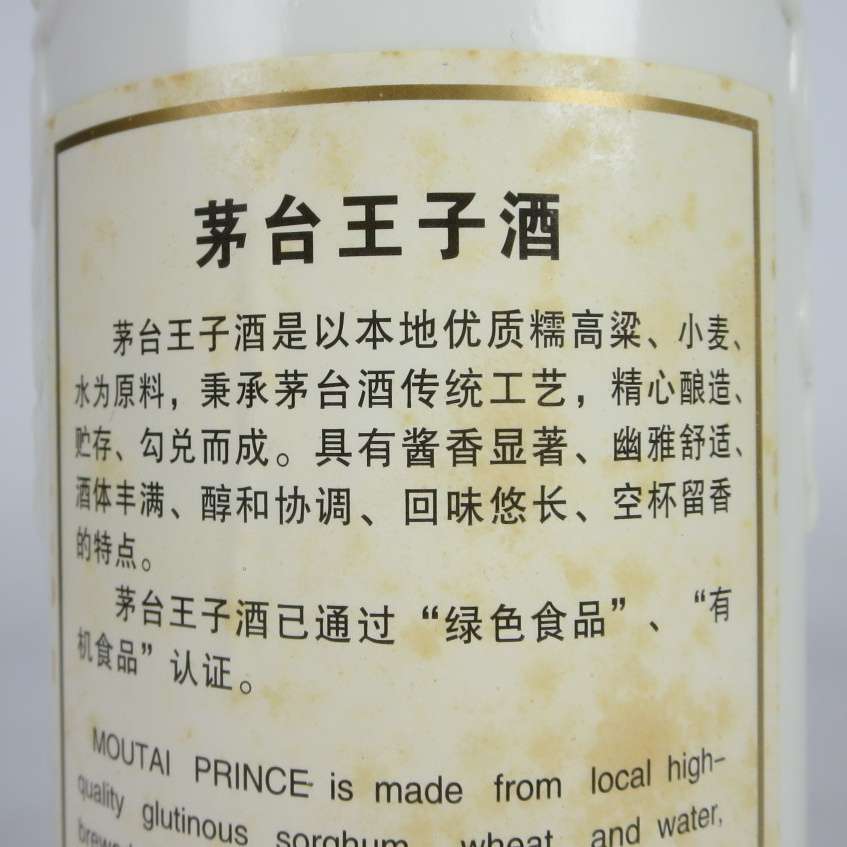 茅台王子酒
茅台王子酒是以本地优质糯高粱、小麦、
水为原料，秉承茅台酒传统工艺，精心酿造、
贮存、勾兑而成。具有酱香显著、幽雅舒适、
酒体丰满、醇和协调、回味悠长、空杯留香
的特点。
茅台王子酒已通过“绿色食品”、“有
机食品”认证。
MOUTAI PRINCE is made from local high-
quality glutinous sorghum, wheat and water,